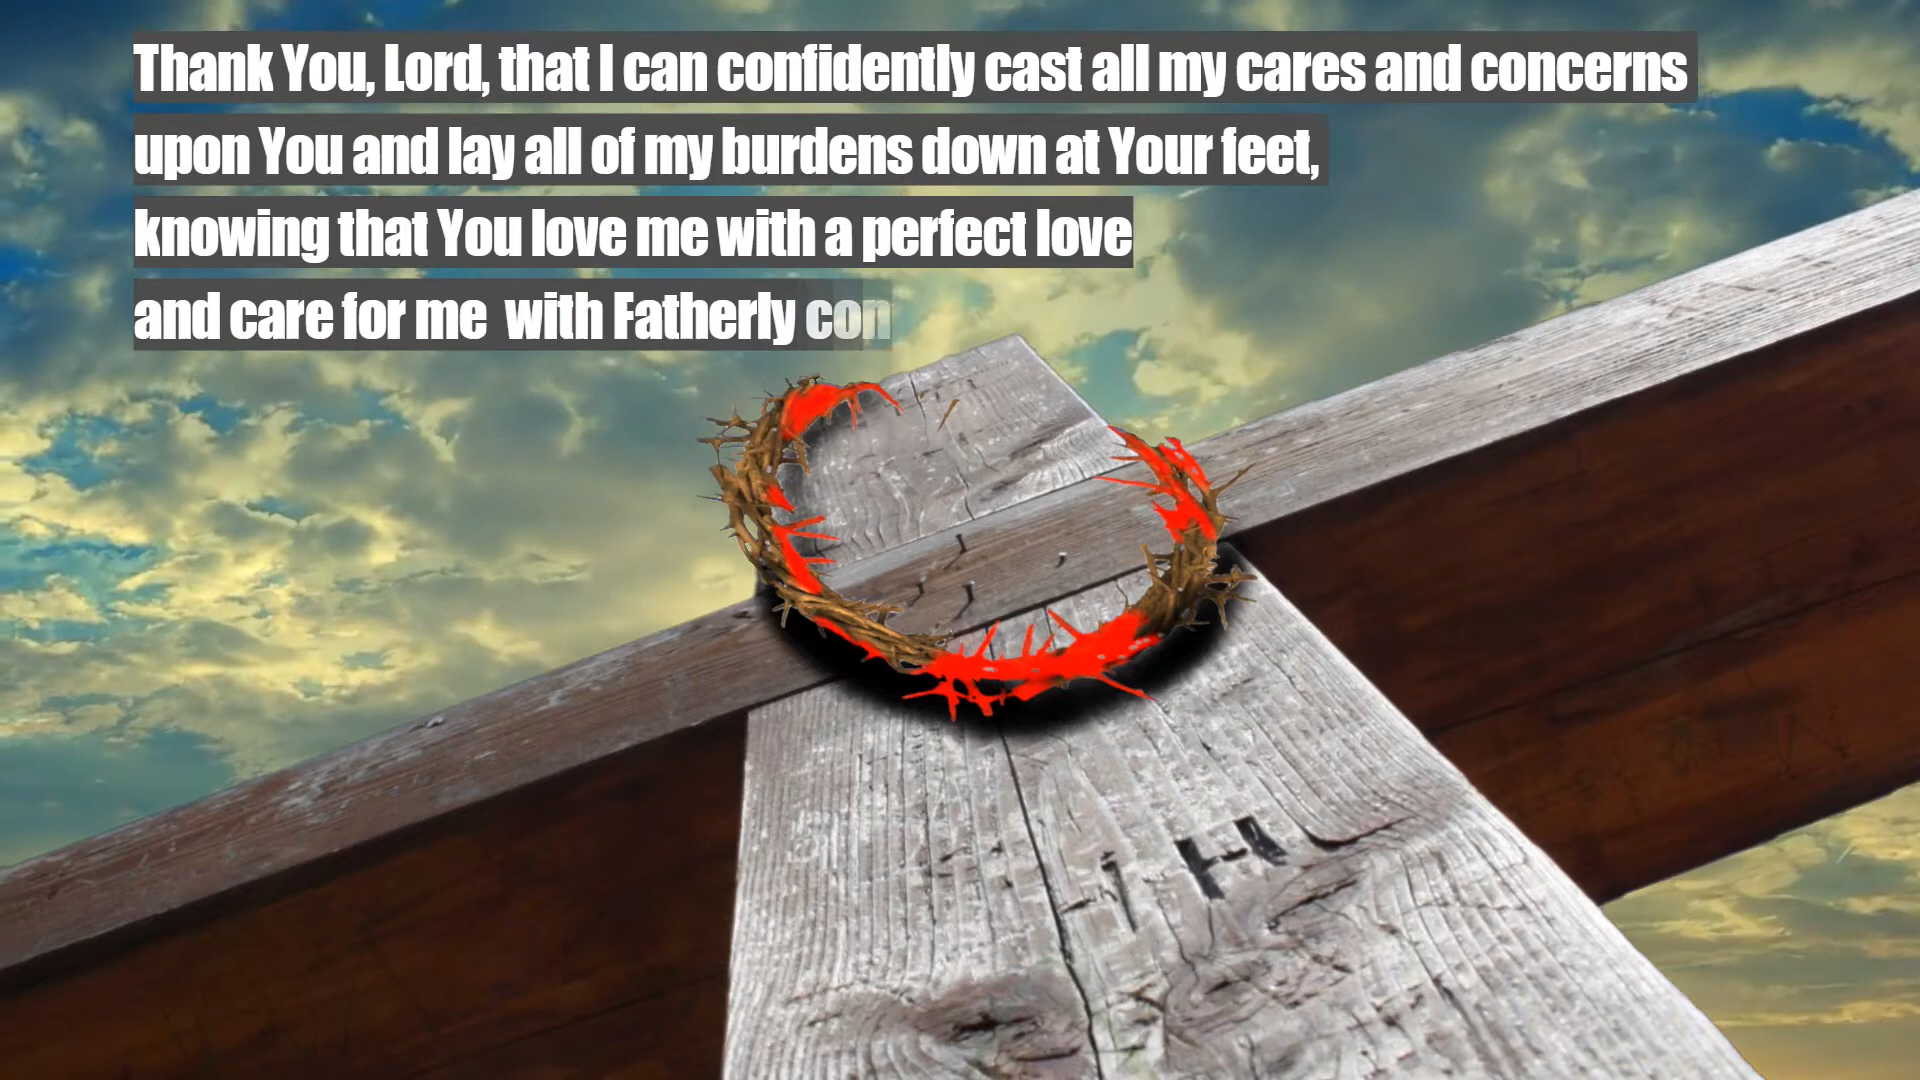 Thank You, Lord, that I can confidently cast all my cares and concerns
upon You and lay all of my burdens down at Your feet,
knowing that You love me with a perfect love
and care for me with Fatherly con